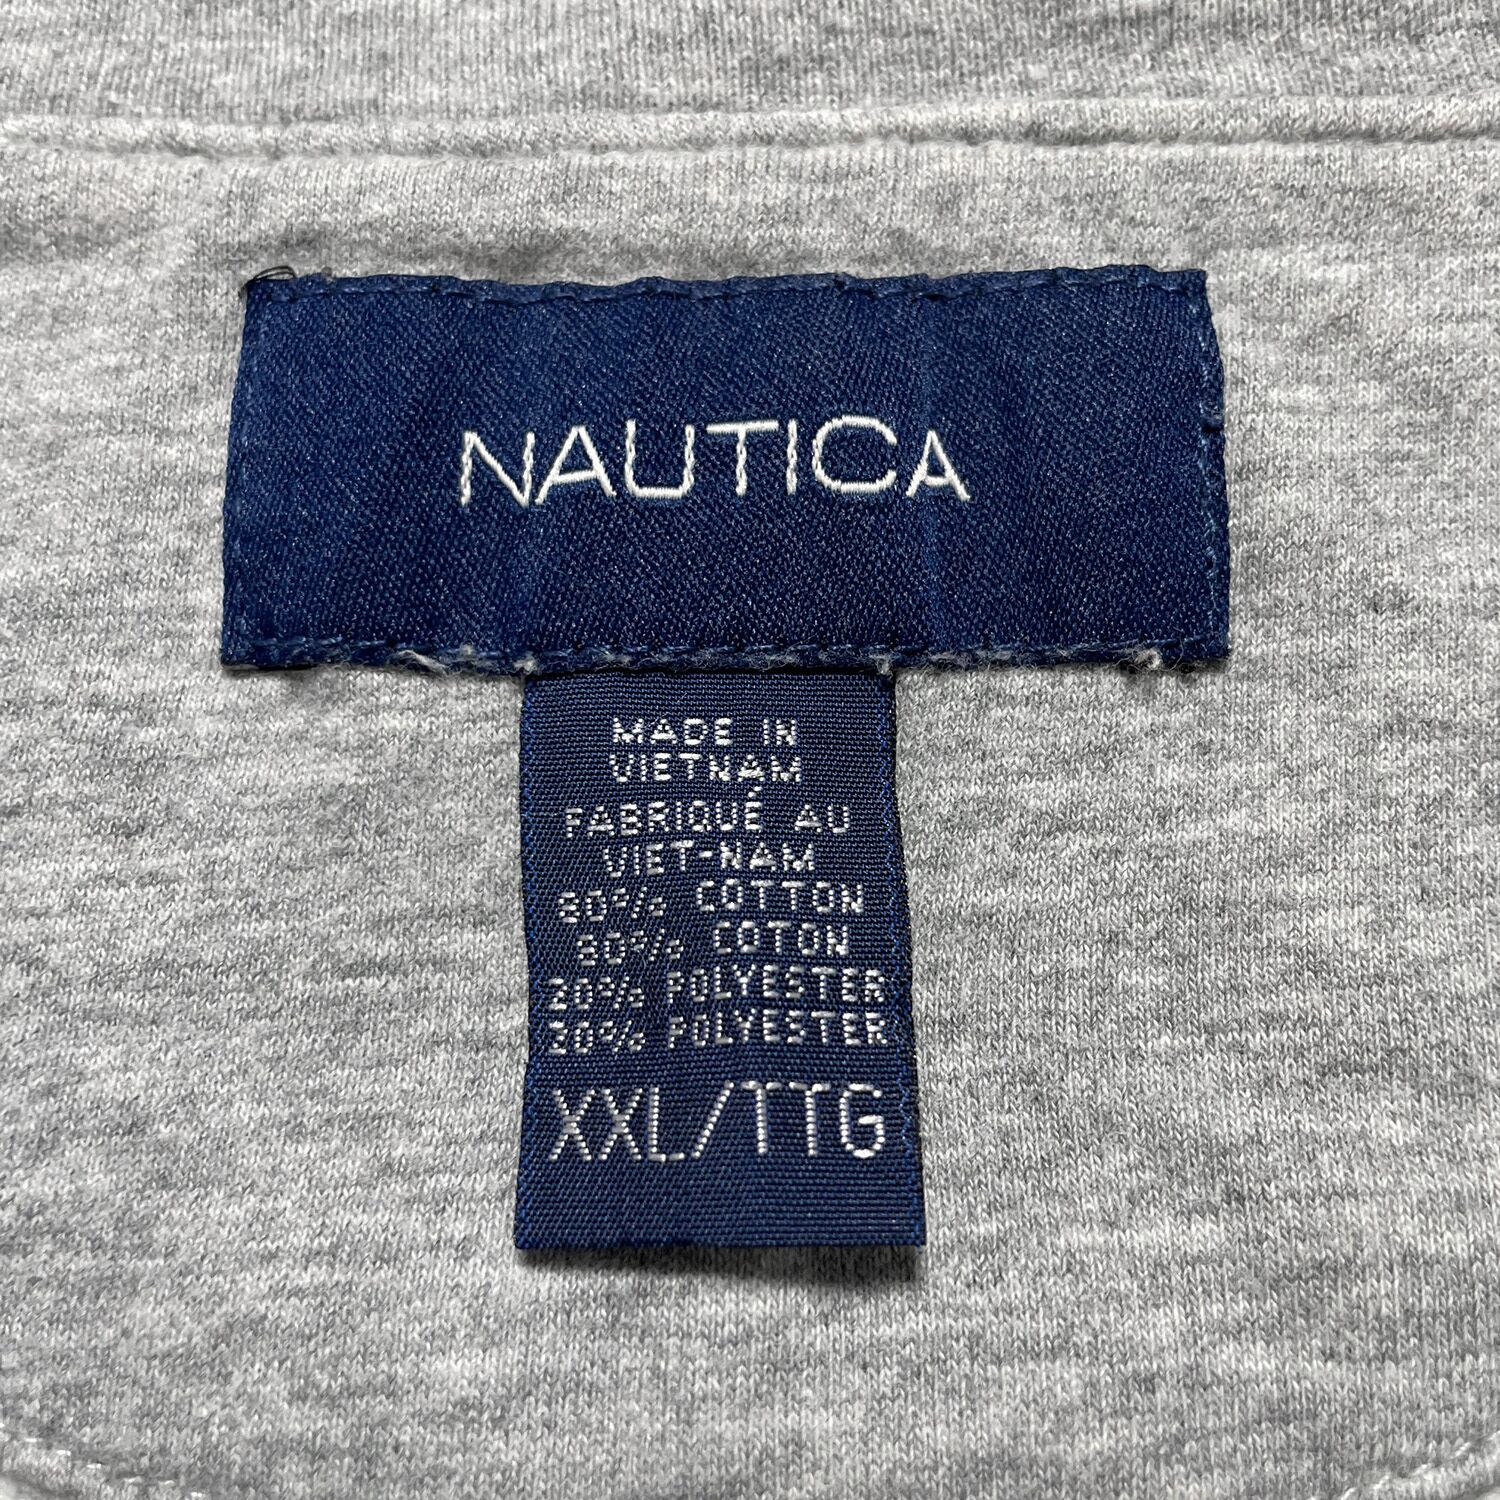 NAUTICA
MADE IN
VIETNAM
FABRIQUÉ AU
VIET-NAM
80% COTTON
80% COTON
20% POLYESTER
20% POLYESTER
XXL/TTG